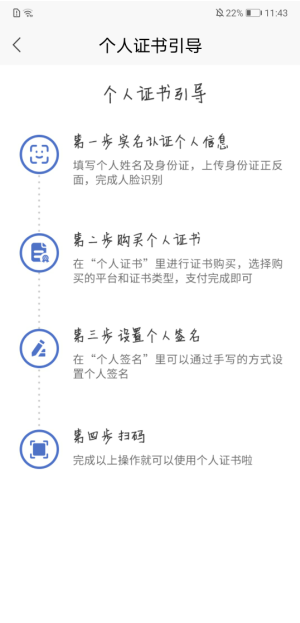 22% 11:43
个人证书引导
个人证书引导
第一步实名认证个人信息
填写个人姓名及身份证，上传身份证正反
面，完成人脸识别
第二步购买个人证书
在“个人证书”里进行证书购买，选择购
买的平台和证书类型，支付完成即可
第三步设置个人签名
在“个人签名”里可以通过手写的方式设
置个人签名
第四步扫码
完成以上操作就可以使用个人证书啦